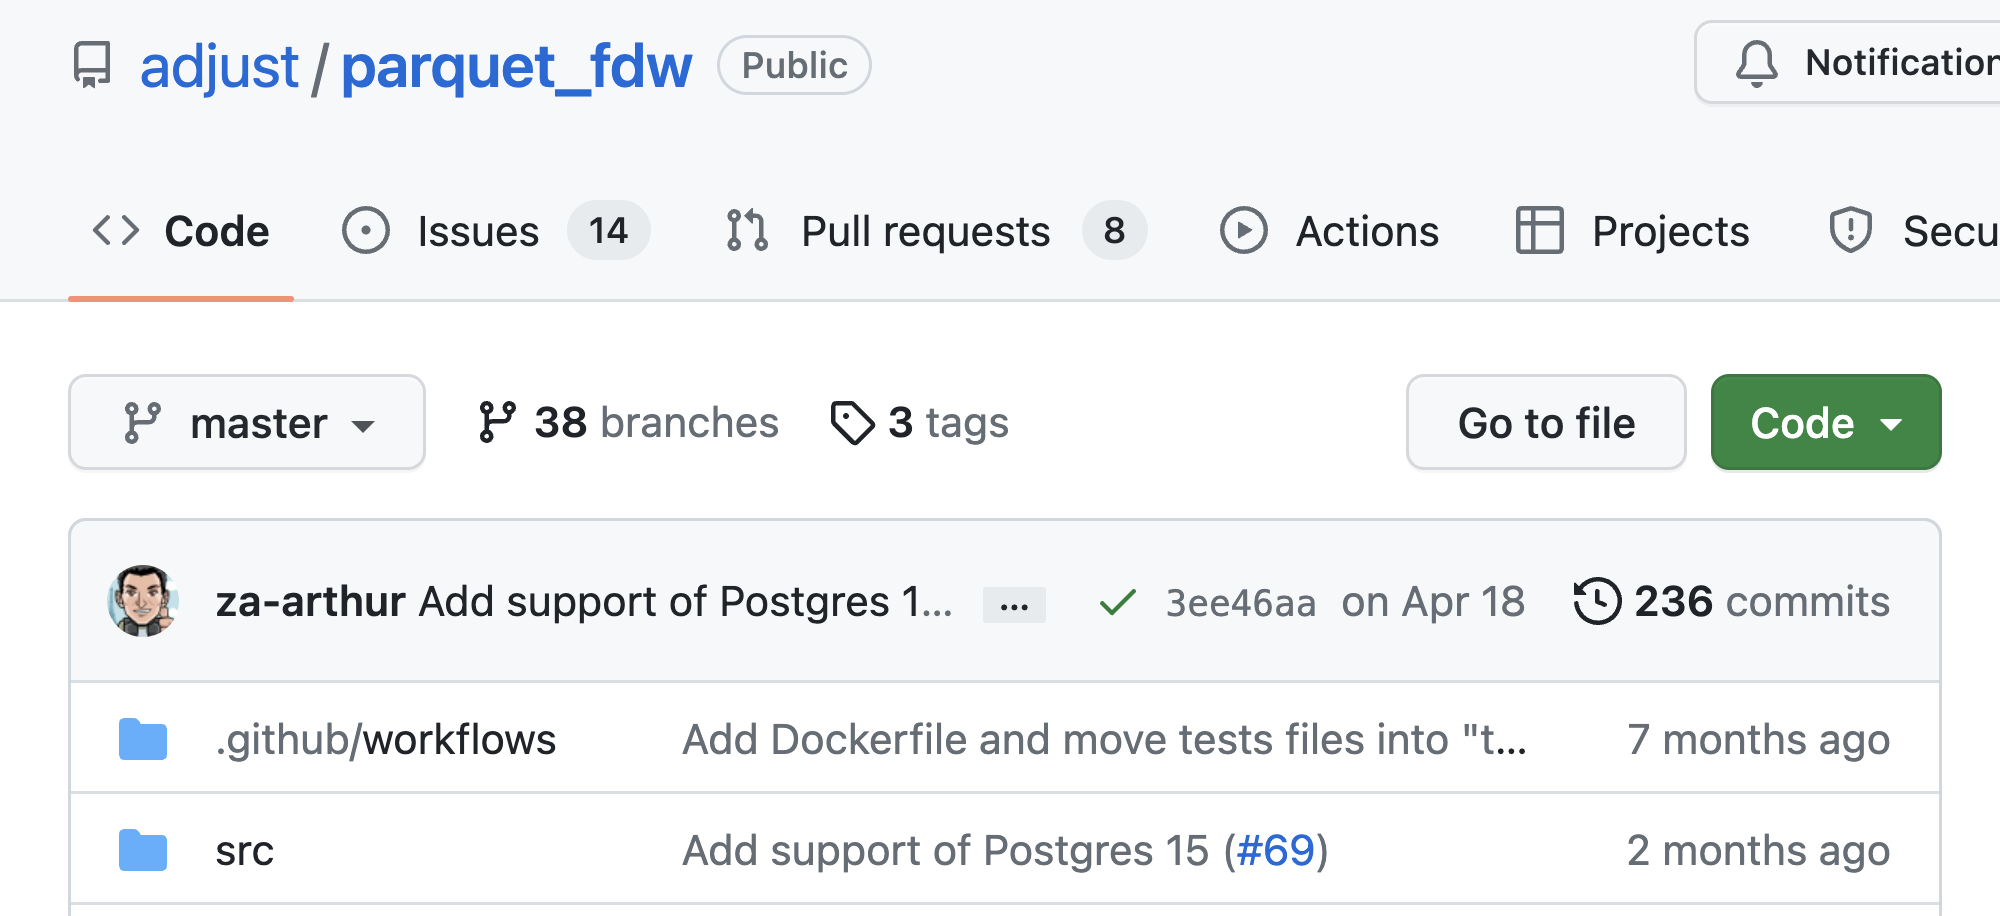 adjust / parquet_fdw Public
Notification
Code Issues 14 Pull requests 8 Actions Projects Secu
master 38 branches 3 tags Go to file Code
za-arthur Add support of Postgres 1... ... 3ee46aa on Apr 18 236 commits
.github/workflows Add Dockerfile and move tests files into "t... 7 months ago
src Add support of Postgres 15 (#69) 2 months ago